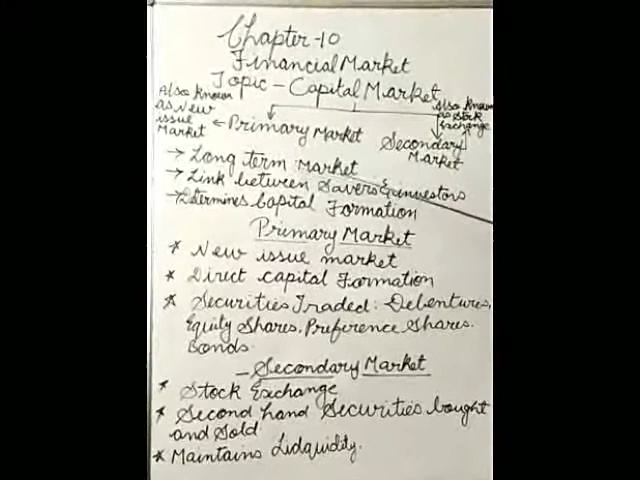 Chapter-10
Financial Market
Topic - Capital Market
Also Known as New issue Market ← Primary Market
Also Known as Stock Exchange
Secondary Market
→ Long term Market
→ Link between Savers & investors
→ Determines Capital Formation
Primary Market
* New issue market
* Direct capital Formation
* Securities Traded: Debentures,
Equity Shares, Preference Shares.
Bonds.
- Secondary Market
* Stock Exchange
* Second hand Securities bought
and Sold.
* Maintains Lidquidity.